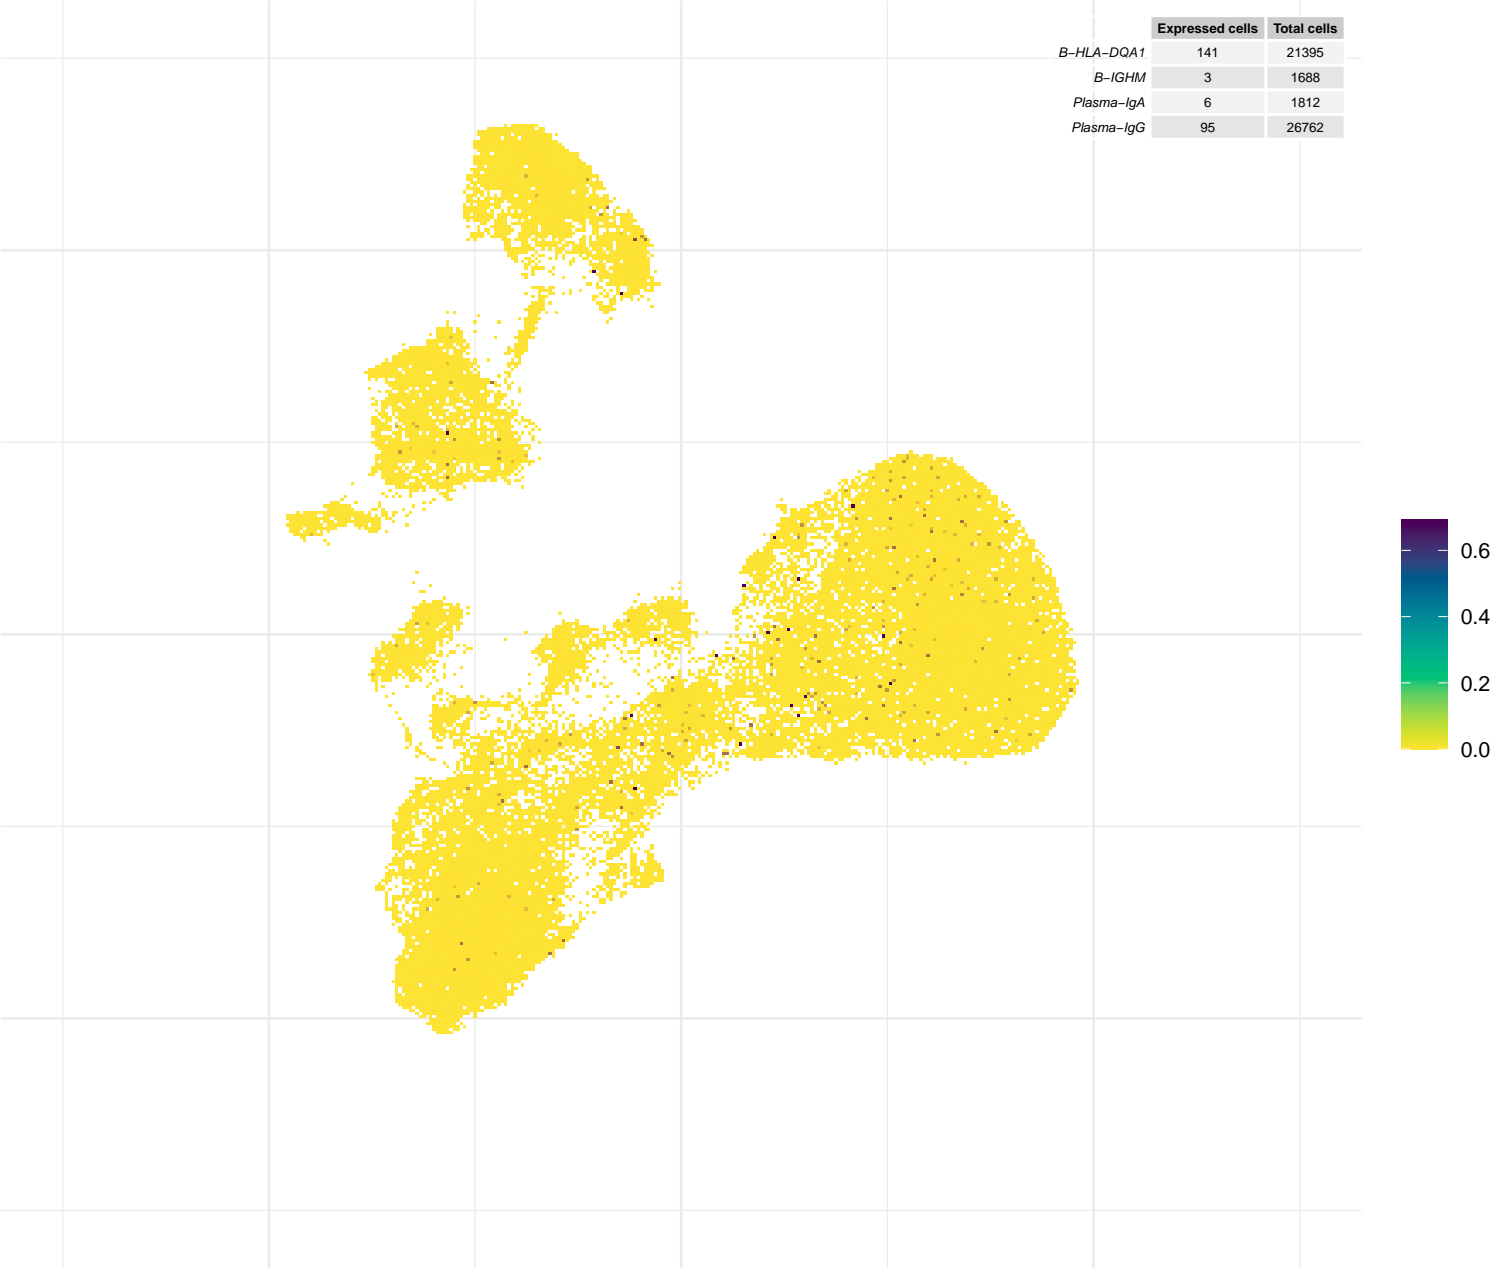 Expressed cells Total cells
B−HLA−DQA1 141 21395
B−IGHM 3 1688
Plasma−IgA 6 1812
Plasma−IgG 95 26762
0.6
0.4
0.2
0.0